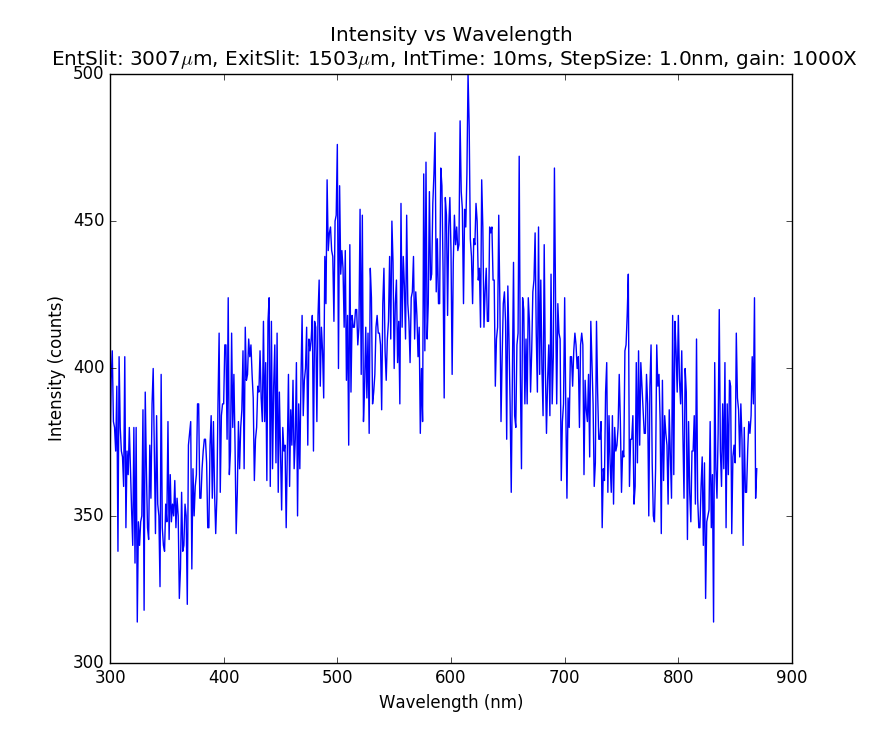 Intensity vs Wavelength
EntSlit: 3007μm, ExitSlit: 1503μm, IntTime: 10ms, StepSize: 1.0nm, gain: 1000X
500
450
400
350
300
Intensity (counts)
300 400 500 600 700 800 900
Wavelength (nm)